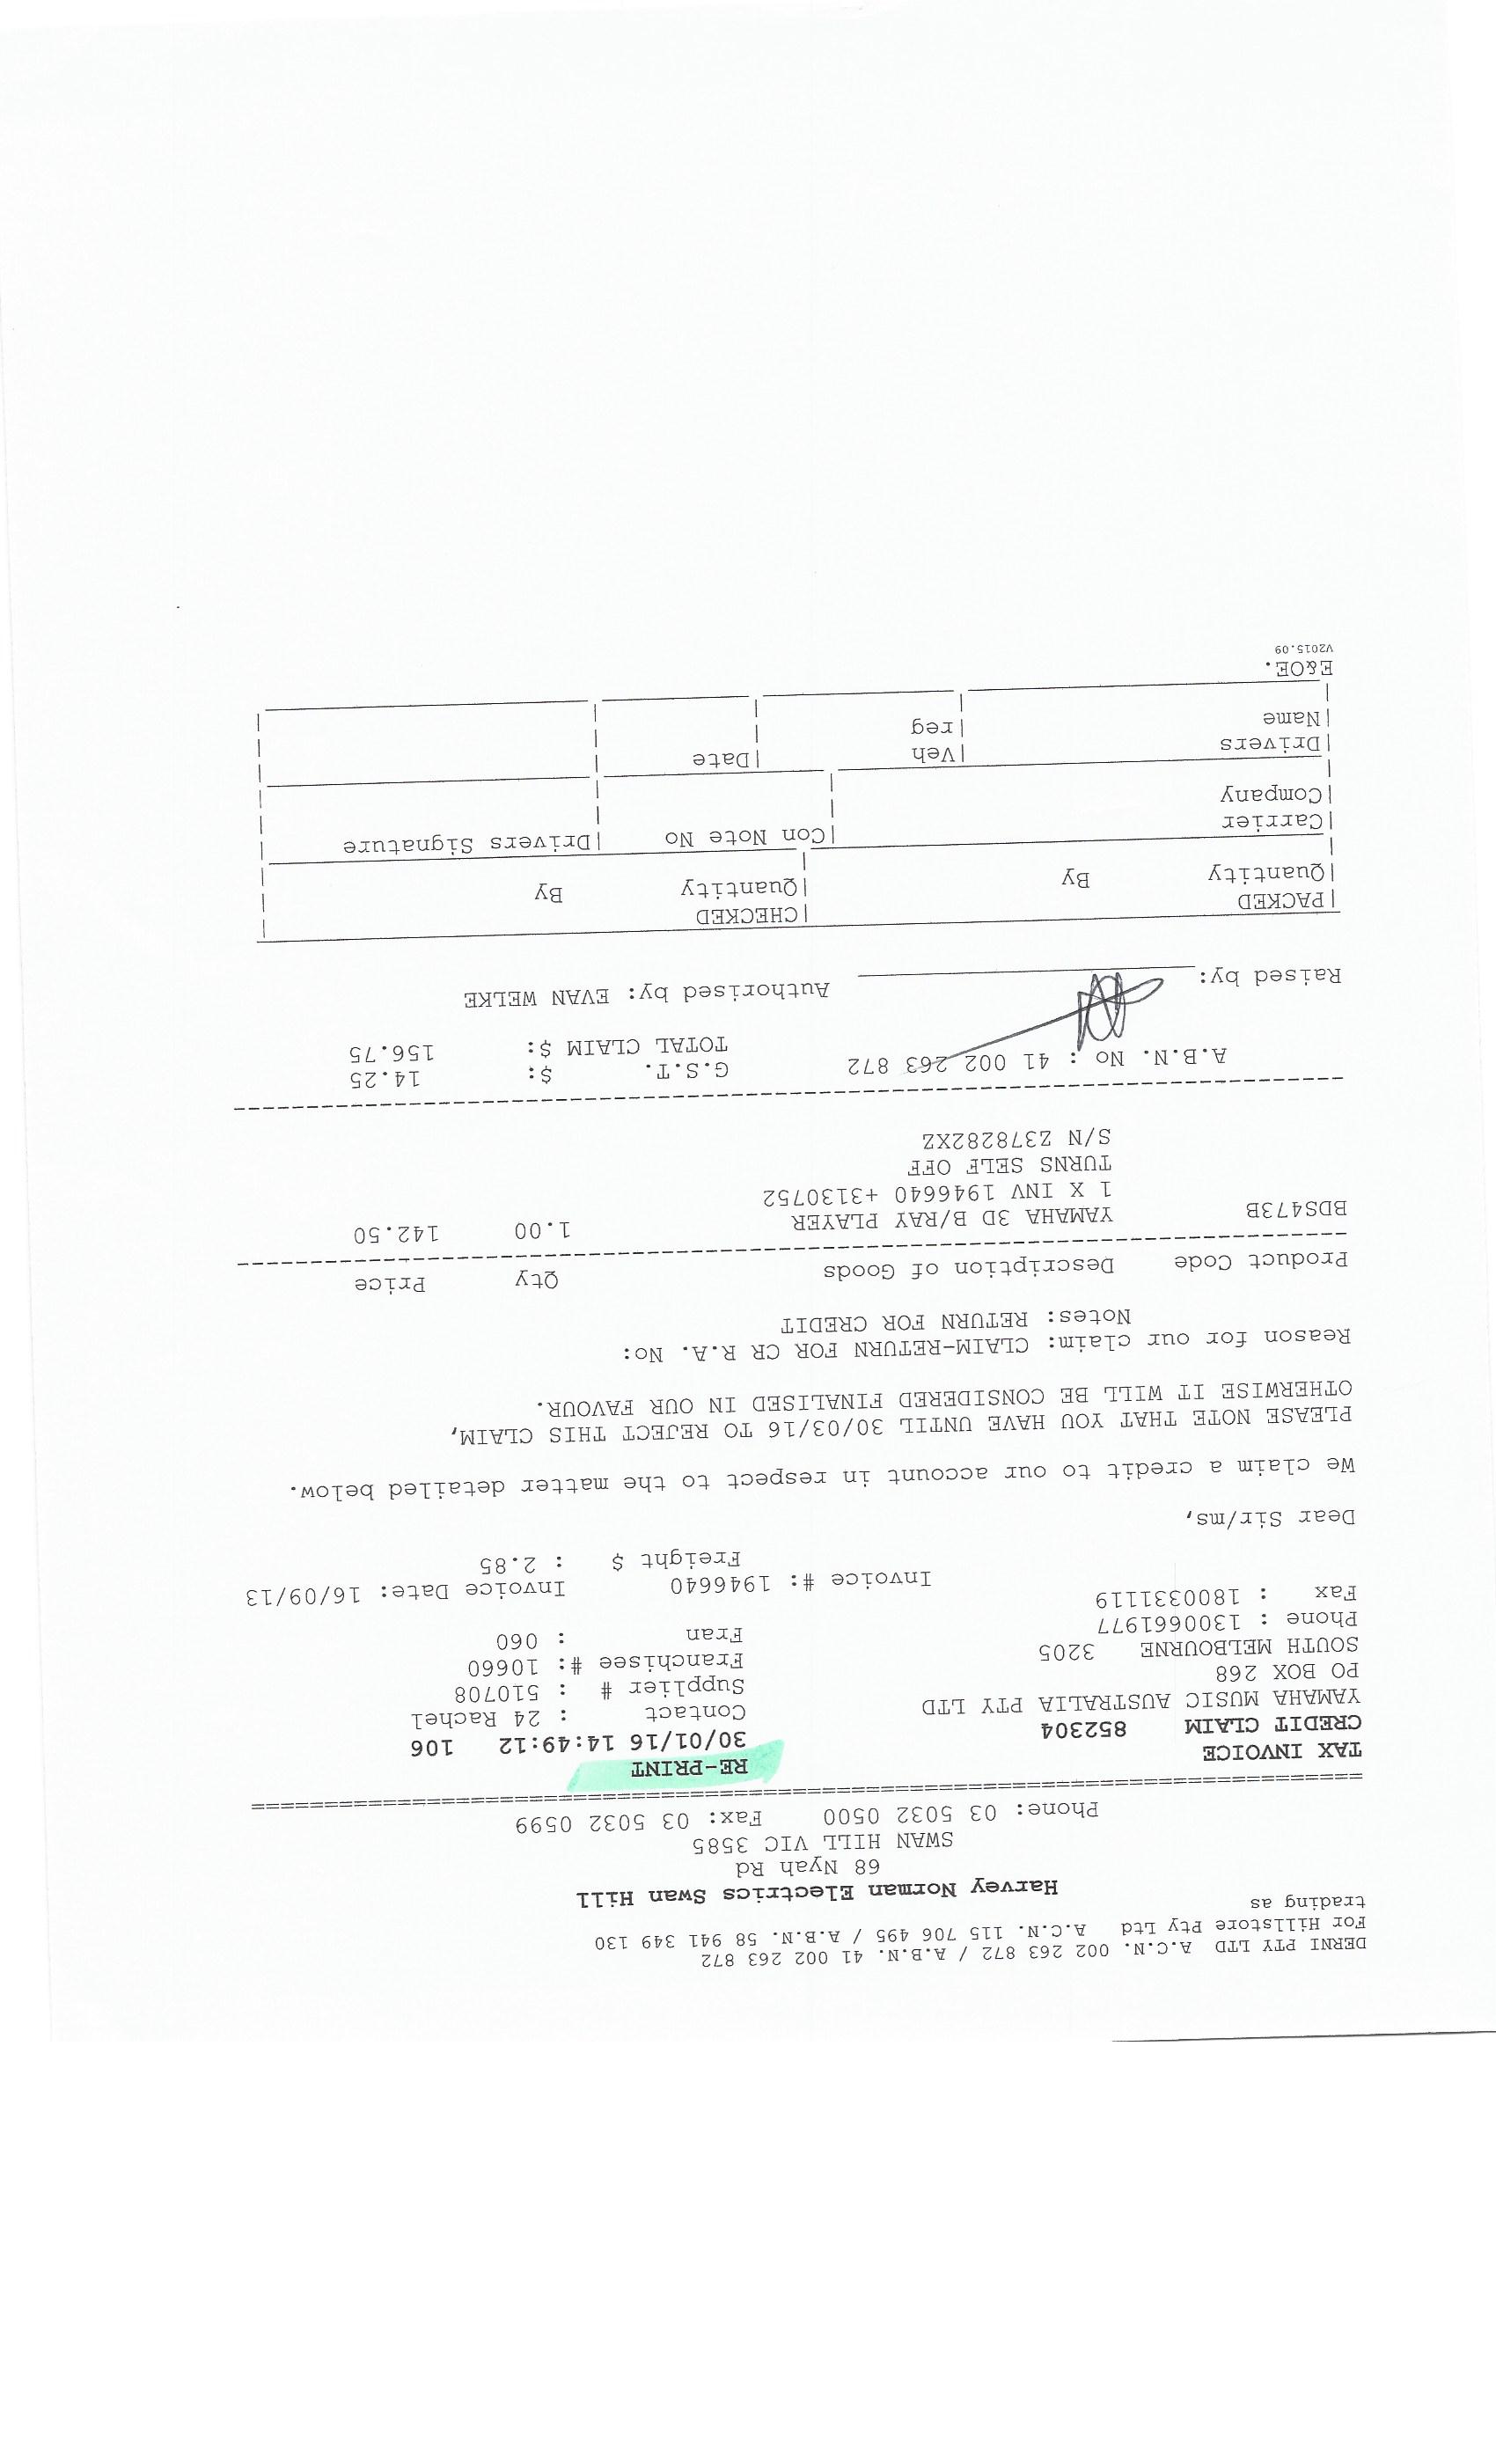 DERNI PTY LTD A.C.N. 002 263 872 / A.B.N. 41 002 263 872
For Hillstore Pty Ltd A.C.N. 115 706 495 / A.B.N. 58 941 349 130
trading as
Harvey Norman Electrics Swan Hill
68 Nyah Rd
SWAN HILL VIC 3585
Phone: 03 5032 0500 Fax: 03 5032 0599
TAX INVOICE RE-PRINT
CREDIT CLAIM 852304 30/01/16 14:49:12 106
YAMAHA MUSIC AUSTRALIA PTY LTD Contact : 24 Rachel
PO BOX 268 Supplier # : 510708
SOUTH MELBOURNE 3205 Franchisee #: 10660
Phone : 1300661977 Fran : 060
Fax : 1800331119
Invoice #: 1946640 Invoice Date: 16/09/13
Freight $ : 2.85
Dear Sir/ms,
We claim a credit to our account in respect to the matter detailed below.
PLEASE NOTE THAT YOU HAVE UNTIL 30/03/16 TO REJECT THIS CLAIM,
OTHERWISE IT WILL BE CONSIDERED FINALISED IN OUR FAVOUR.
Reason for our claim: CLAIM-RETURN FOR CR R.A. No:
Notes: RETURN FOR CREDIT
Product Code Description of Goods Qty Price
BDS473B YAMAHA 3D B/RAY PLAYER 1.00 142.50
1 X INV 1946640 +3130752
TURNS SELF OFF
S/N Z378282XZ
A.B.N. No : 41 002 263 872 G.S.T. $: 14.25
TOTAL CLAIM $: 156.75
Raised by: Authorised by: EVAN WELKE
PACKED CHECKED
Quantity By Quantity By
Carrier Con Note No Drivers Signature
Company
Drivers Veh Date
Name reg
E&OE.
V2015.09